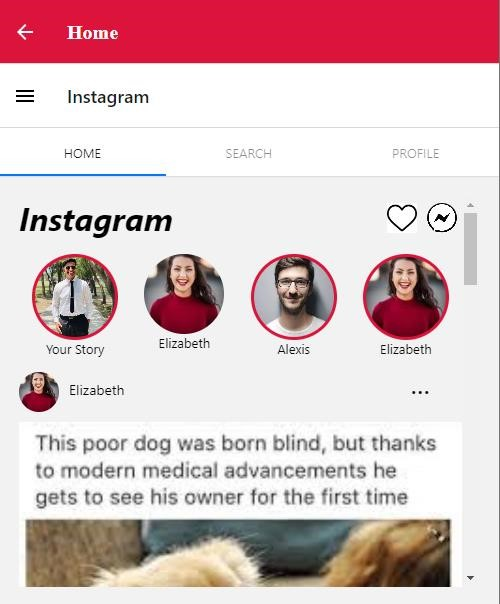 Home
Instagram
HOME SEARCH PROFILE
Instagram
Your Story Elizabeth Alexis Elizabeth
Elizabeth ...
This poor dog was born blind, but thanks
to modern medical advancements he
gets to see his owner for the first time